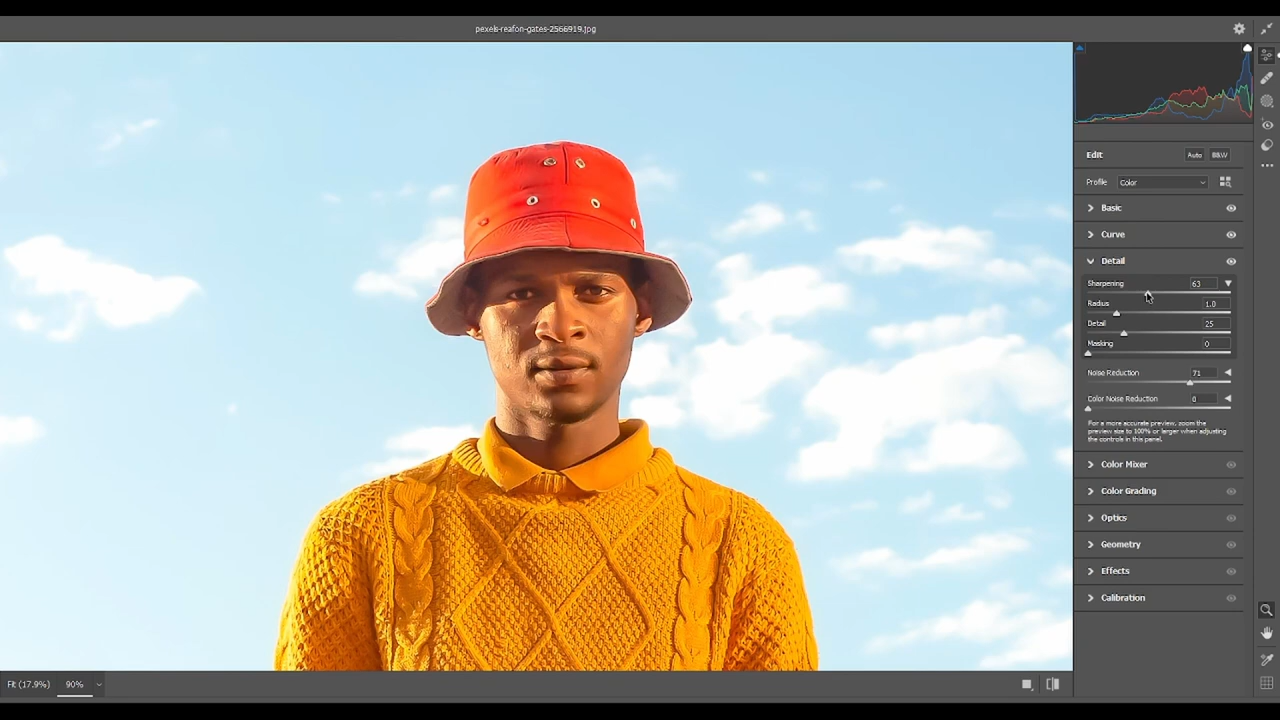 pexels-reafon-gates-2566919.jpg
Edit Auto B&W
Profile Color
Basic
Curve
Detail
Sharpening 63
Radius 1.0
Detail 25
Masking 0
Noise Reduction 71
Color Noise Reduction 0
For a more accurate preview, zoom the
preview size to 100% or larger when adjusting
the controls in this panel.
Color Mixer
Color Grading
Optics
Geometry
Effects
Calibration
Fit (17.9%) 90%